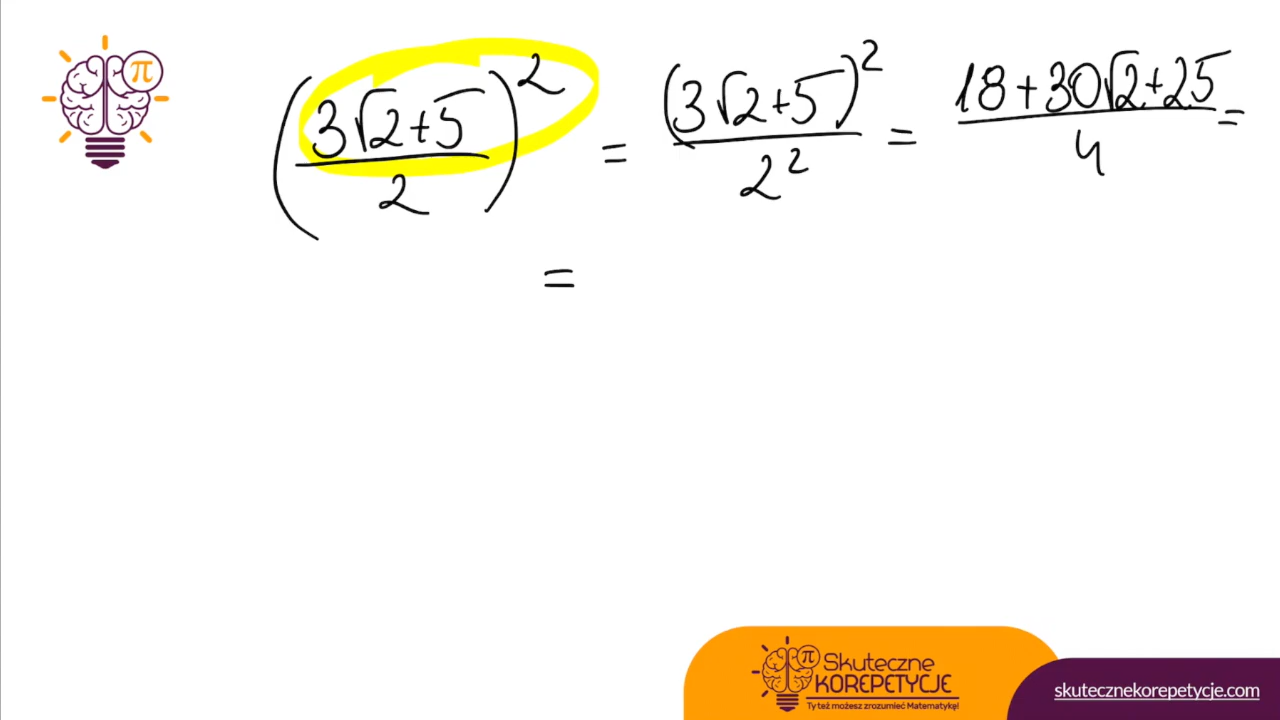 π
(3√2+5/2)² = (3√2+5)²/2² = 18+30√2+25/4 =
=
π
Skuteczne
KOREPETYCJE
Ty też możesz zrozumieć Matematykę!
skutecznekorepetycje.com